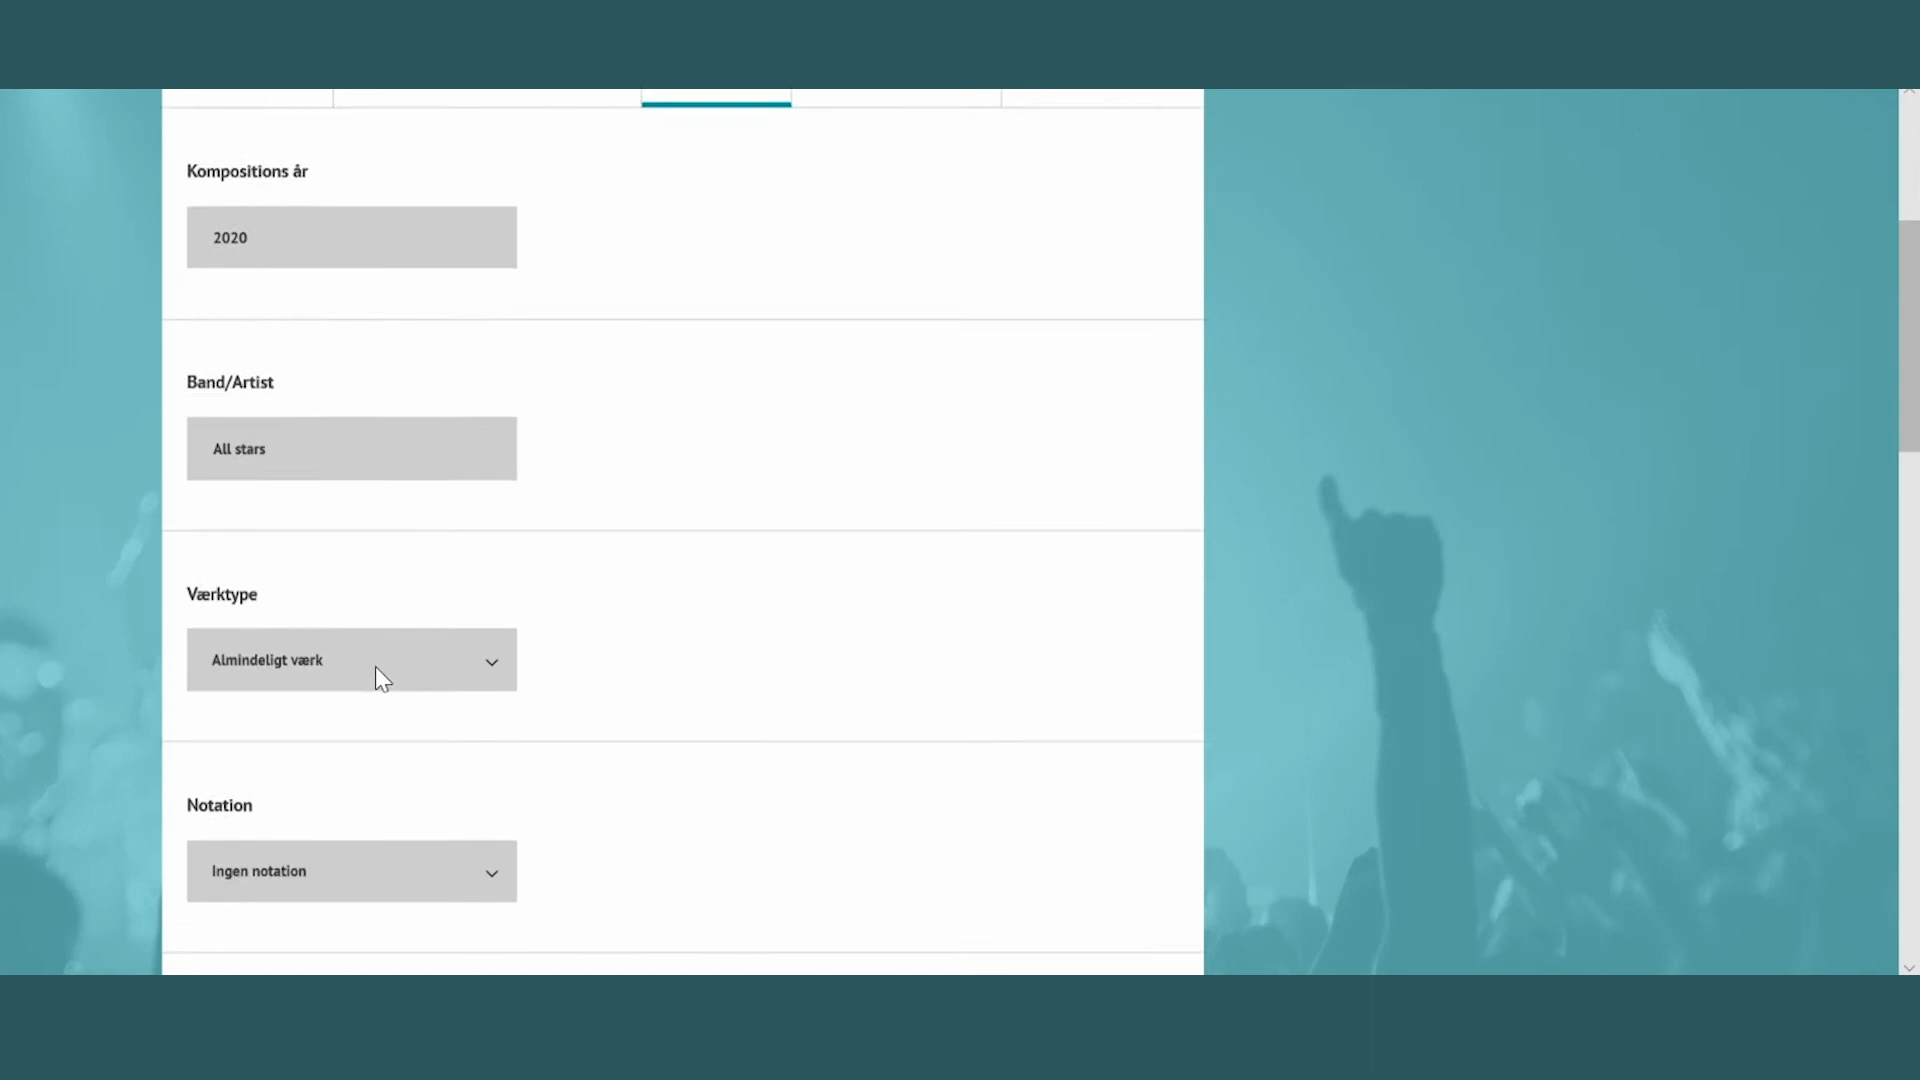 Kompositions år
2020
Band/Artist
All stars
Værktype
Almindeligt værk
Notation
Ingen notation